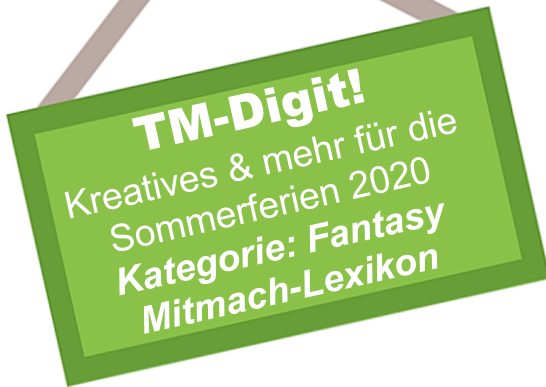 TM-Digit!
Kreatives & mehr für die
Sommerferien 2020
Kategorie: Fantasy
Mitmach-Lexikon